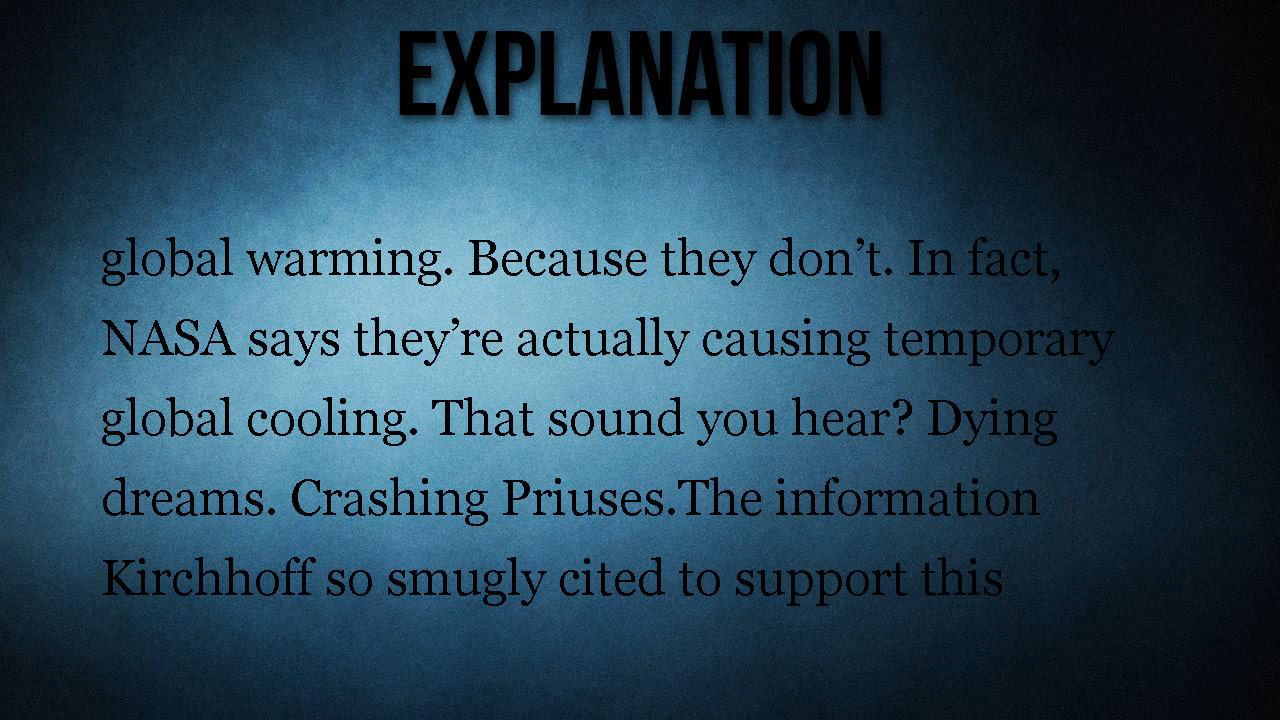 EXPLANATION
global warming. Because they don’t. In fact,
NASA says they’re actually causing temporary
global cooling. That sound you hear? Dying
dreams. Crashing Priuses.The information
Kirchhoff so smugly cited to support this